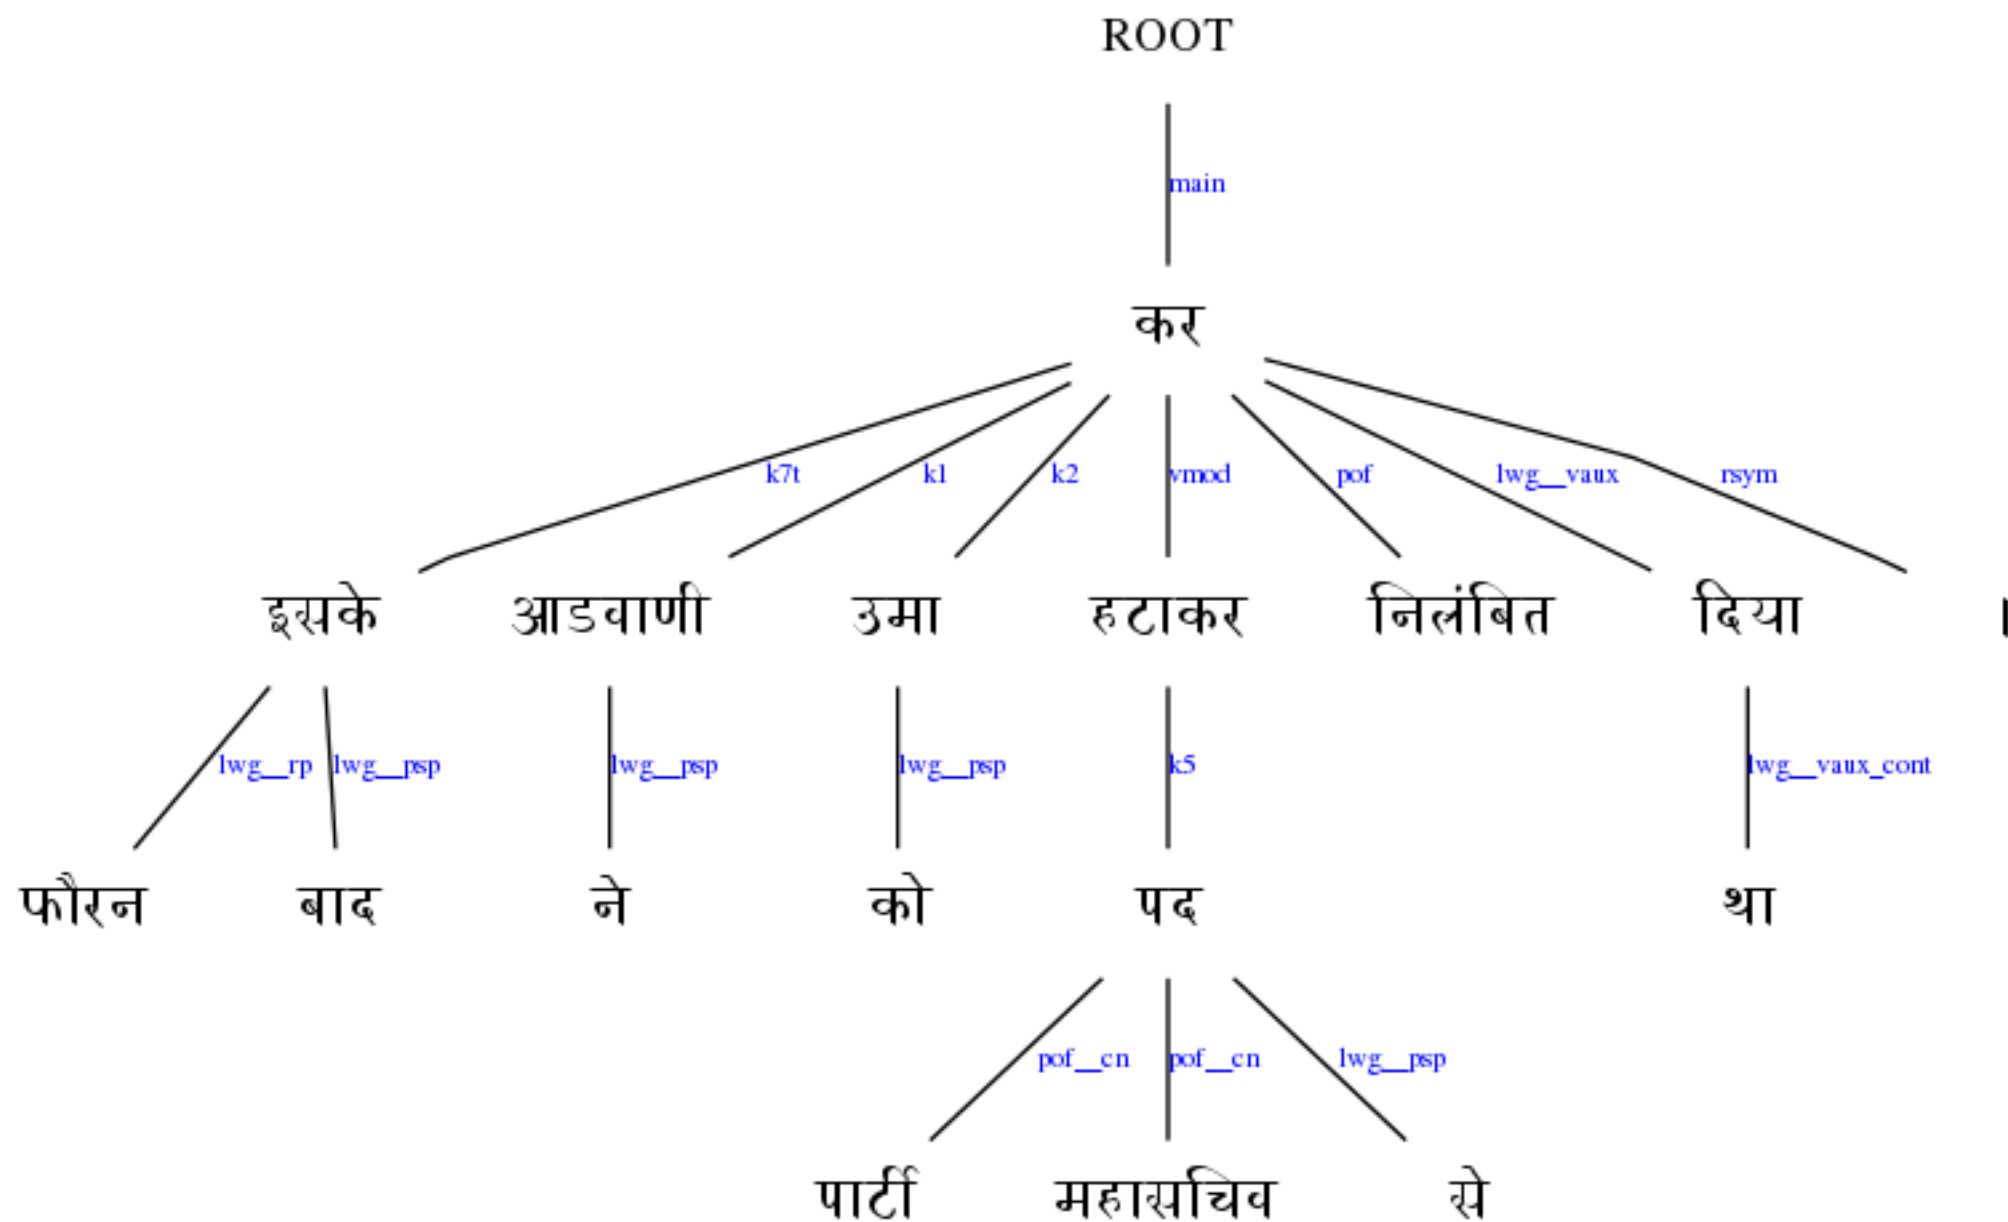 ROOT
main
कर
k7t k1 k2 vmod pof lwg__vaux rsym
इसके आडवाणी उमा हटाकर निलंबित दिया ।
lwg__rp lwg__psp lwg__psp lwg__psp k5 lwg__vaux_cont
फौरन बाद ने को पद था
pof__cn pof__cn lwg__psp
पार्टी महासचिव से